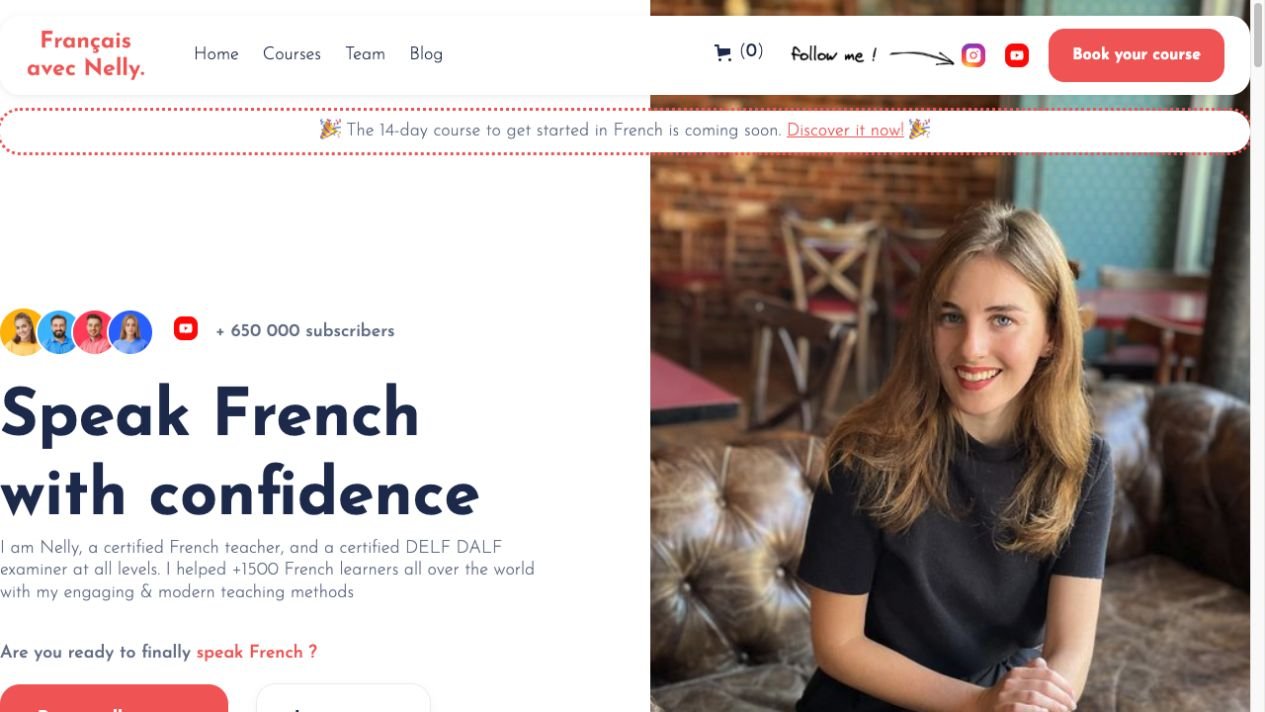 Français
avec Nelly.
Home Courses Team Blog
(0) follow me ! Book your course
🎉 The 14-day course to get started in French is coming soon. Discover it now! 🎉
+ 650 000 subscribers
Speak French
with confidence
I am Nelly, a certified French teacher, and a certified DELF DALF
examiner at all levels. I helped +1500 French learners all over the world
with my engaging & modern teaching methods
Are you ready to finally speak French ?